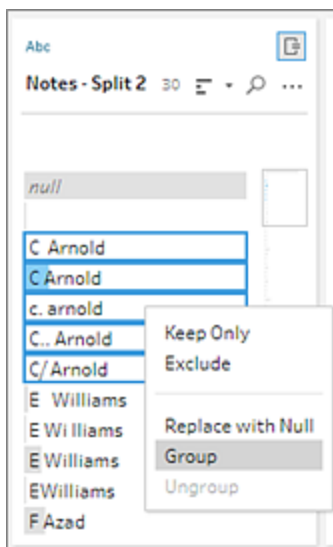 Abc
Notes - Split 2 30
null
C  Arnold
C Arnold
c. arnold
C.. Arnold
C/ Arnold
E   Williams
E Wi lliams
E Williams
EWilliams
F Azad
Keep Only
Exclude
Replace with Null
Group
Ungroup